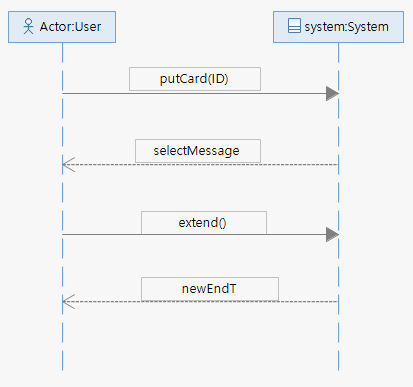 Actor:User
system:System
putCard(ID)
selectMessage
extend()
newEndT